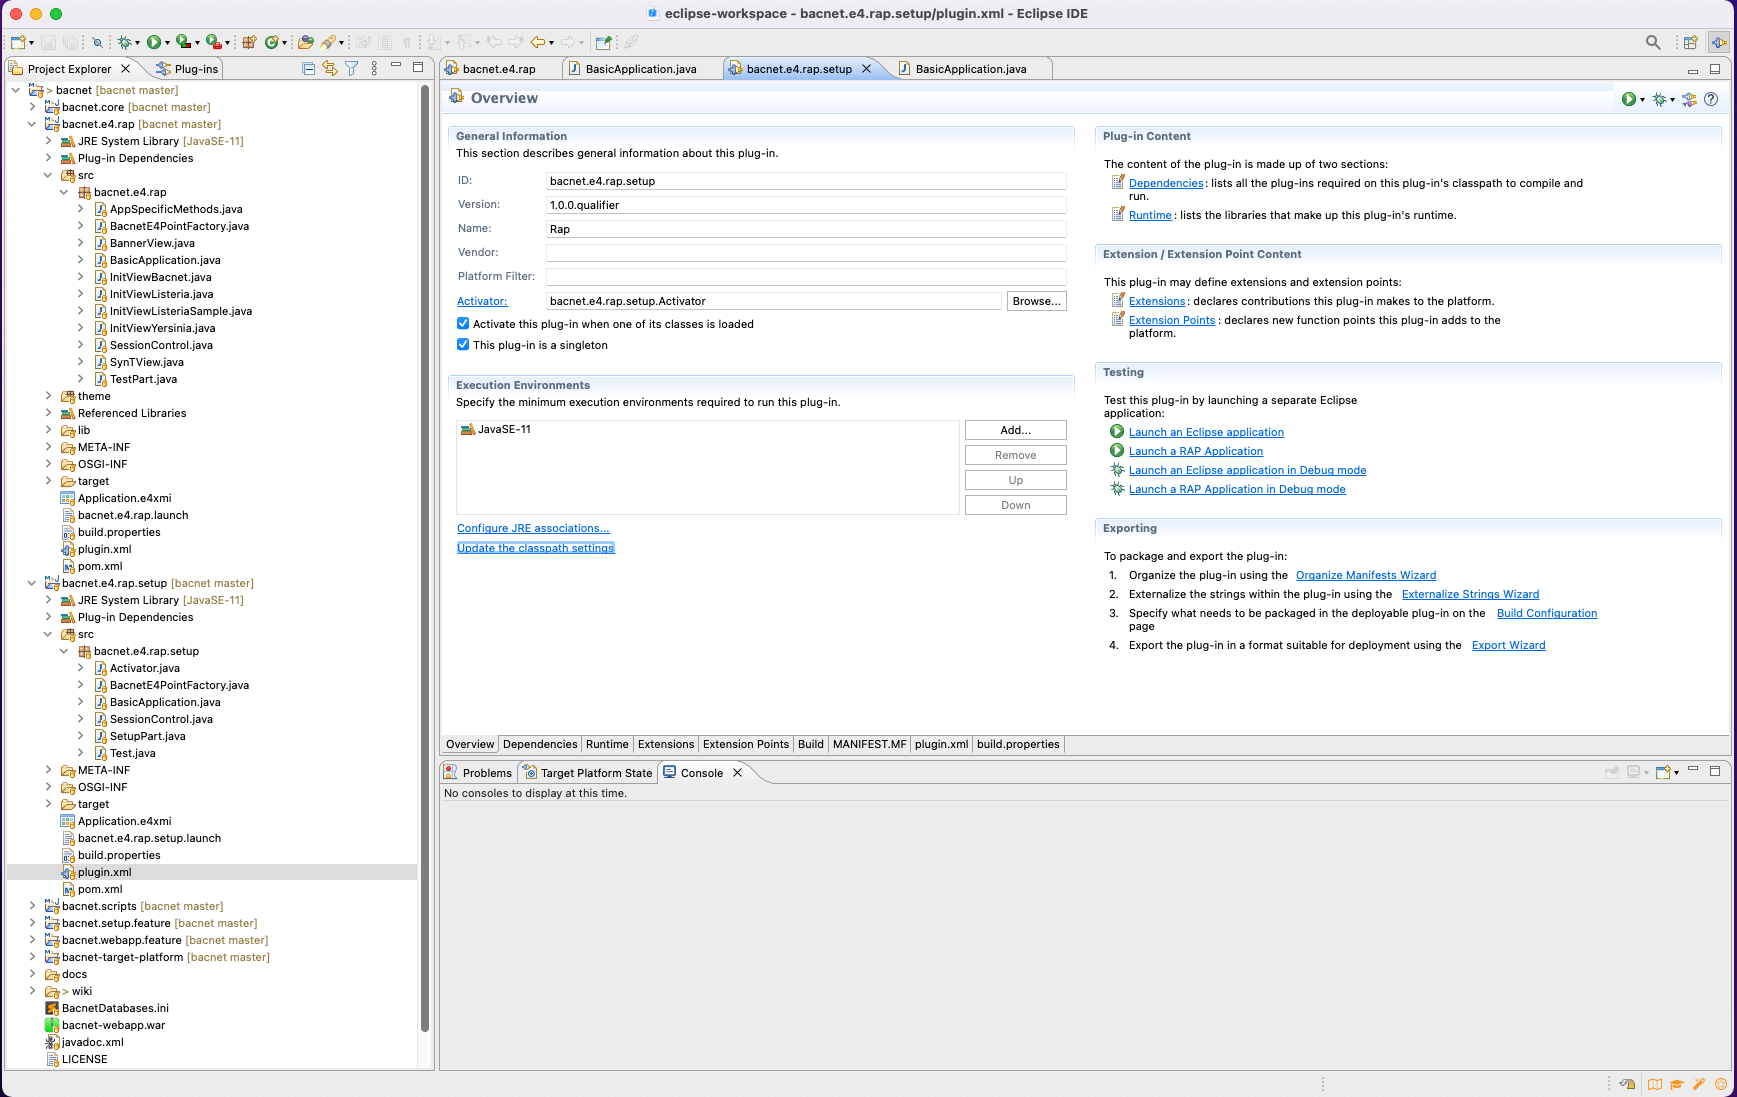 eclipse-workspace - bacnet.e4.rap.setup/plugin.xml - Eclipse IDE
Project Explorer
Plug-ins
> bacnet [bacnet master]
bacnet.core [bacnet master]
bacnet.e4.rap [bacnet master]
JRE System Library [JavaSE-11]
Plug-in Dependencies
src
bacnet.e4.rap
AppSpecificMethods.java
BacnetE4PointFactory.java
BannerView.java
BasicApplication.java
InitViewBacnet.java
InitViewListeria.java
InitViewListeriaSample.java
InitViewYersinia.java
SessionControl.java
SynTView.java
TestPart.java
theme
Referenced Libraries
lib
META-INF
OSGI-INF
target
Application.e4xmi
bacnet.e4.rap.launch
build.properties
plugin.xml
pom.xml
bacnet.e4.rap.setup [bacnet master]
JRE System Library [JavaSE-11]
Plug-in Dependencies
src
bacnet.e4.rap.setup
Activator.java
BacnetE4PointFactory.java
BasicApplication.java
SessionControl.java
SetupPart.java
Test.java
META-INF
OSGI-INF
target
Application.e4xmi
bacnet.e4.rap.setup.launch
build.properties
plugin.xml
pom.xml
bacnet.scripts [bacnet master]
bacnet.setup.feature [bacnet master]
bacnet.webapp.feature [bacnet master]
bacnet-target-platform [bacnet master]
docs
> wiki
BacnetDatabases.ini
bacnet-webapp.war
javadoc.xml
LICENSE
bacnet.e4.rap
BasicApplication.java
bacnet.e4.rap.setup
BasicApplication.java
Overview
General Information
This section describes general information about this plug-in.
ID: bacnet.e4.rap.setup
Version: 1.0.0.qualifier
Name: Rap
Vendor:
Platform Filter:
Activator: bacnet.e4.rap.setup.Activator Browse...
Activate this plug-in when one of its classes is loaded
This plug-in is a singleton
Execution Environments
Specify the minimum execution environments required to run this plug-in.
JavaSE-11
Add...
Remove
Up
Down
Configure JRE associations...
Update the classpath settings
Plug-in Content
The content of the plug-in is made up of two sections:
Dependencies: lists all the plug-ins required on this plug-in's classpath to compile and
run.
Runtime: lists the libraries that make up this plug-in's runtime.
Extension / Extension Point Content
This plug-in may define extensions and extension points:
Extensions: declares contributions this plug-in makes to the platform.
Extension Points: declares new function points this plug-in adds to the
platform.
Testing
Test this plug-in by launching a separate Eclipse
application:
Launch an Eclipse application
Launch a RAP Application
Launch an Eclipse application in Debug mode
Launch a RAP Application in Debug mode
Exporting
To package and export the plug-in:
1. Organize the plug-in using the Organize Manifests Wizard
2. Externalize the strings within the plug-in using the Externalize Strings Wizard
3. Specify what needs to be packaged in the deployable plug-in on the Build Configuration
page
4. Export the plug-in in a format suitable for deployment using the Export Wizard
Overview Dependencies Runtime Extensions Extension Points Build MANIFEST.MF plugin.xml build.properties
Problems Target Platform State Console
No consoles to display at this time.